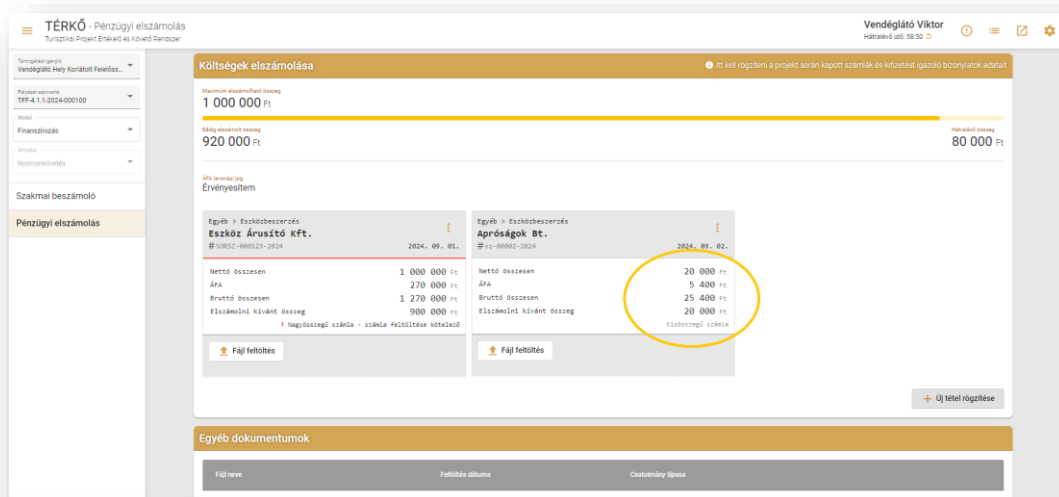 TÉRKŐ - Pénzügyi elszámolás
Turisztikai Projekt Értékelő és Követő Rendszer
Vendéglátó Viktor
Hátralévő idő: 58:50
Támogatást igénylő
Vendéglátó Hely Korlátolt Felelőss...
Pályázat azonosító
TFF-4.1.1-2024-000100
Modul
Finanszírozás
Almodul
Nyomonkövetés
Szakmai beszámoló
Pénzügyi elszámolás
Költségek elszámolása
Itt kell rögzíteni a projekt során kapott számlák és kifizetést igazoló bizonylatok adatait
Maximum elszámolható összeg
1 000 000 Ft
Eddig elszámolt összeg
920 000 Ft
Hátralévő összeg
80 000 Ft
ÁFA levonási jog
Érvényesítem
Egyéb > Eszközbeszerzés
Eszköz Árusító Kft.
#SORSZ-000123-2024 2024. 09. 01.
Nettó összesen 1 000 000 Ft
ÁFA 270 000 Ft
Bruttó összesen 1 270 000 Ft
Elszámolni kívánt összeg 900 000 Ft
! Nagyösszegű számla - számla feltöltése kötelező
Fájl feltöltés
Egyéb > Eszközbeszerzés
Apróságok Bt.
#sz-00002-2024 2024. 09. 02.
Nettó összesen 20 000 Ft
ÁFA 5 400 Ft
Bruttó összesen 25 400 Ft
Elszámolni kívánt összeg 20 000 Ft
Kisösszegű számla
Fájl feltöltés
+ Új tétel rögzítése
Egyéb dokumentumok
Fájl neve Feltöltés dátuma Csatolmány típusa